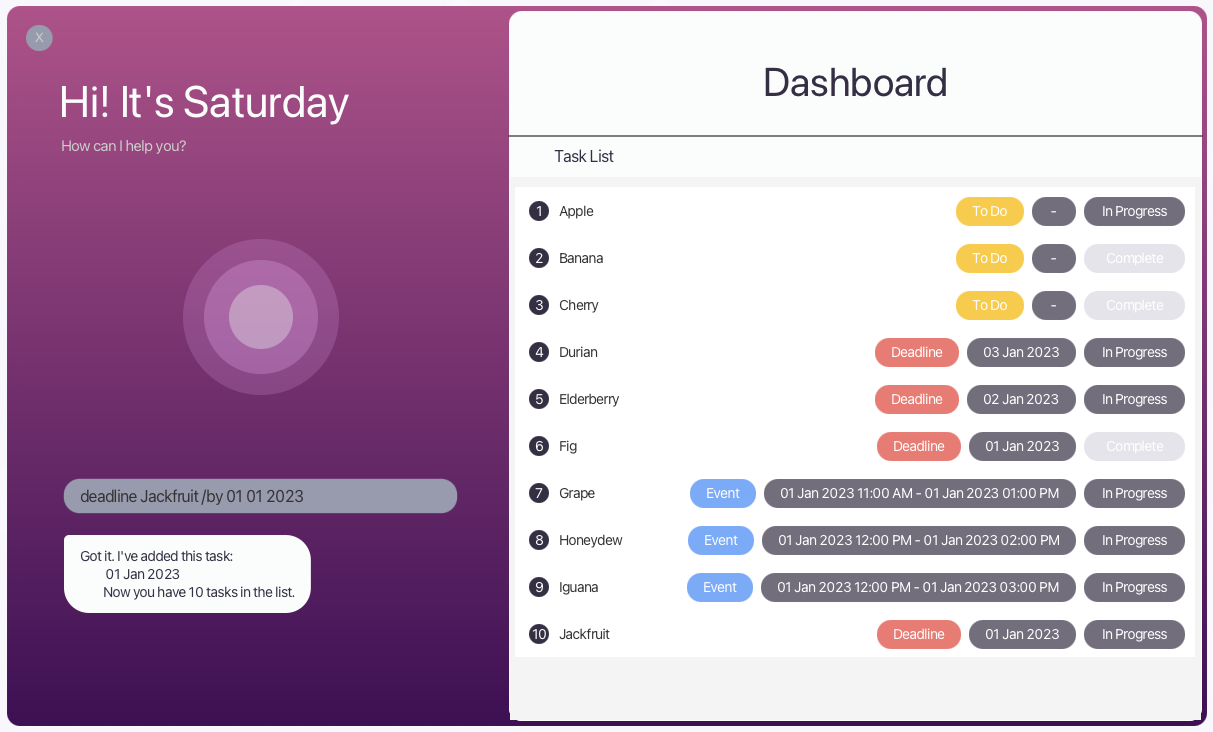 X
Hi! It's Saturday
How can I help you?
deadline Jackfruit /by 01 01 2023
Got it. I've added this task:
01 Jan 2023
Now you have 10 tasks in the list.
Dashboard
Task List
1 Apple To Do - In Progress
2 Banana To Do - Complete
3 Cherry To Do - Complete
4 Durian Deadline 03 Jan 2023 In Progress
5 Elderberry Deadline 02 Jan 2023 In Progress
6 Fig Deadline 01 Jan 2023 Complete
7 Grape Event 01 Jan 2023 11:00 AM - 01 Jan 2023 01:00 PM In Progress
8 Honeydew Event 01 Jan 2023 12:00 PM - 01 Jan 2023 02:00 PM In Progress
9 Iguana Event 01 Jan 2023 12:00 PM - 01 Jan 2023 03:00 PM In Progress
10 Jackfruit Deadline 01 Jan 2023 In Progress